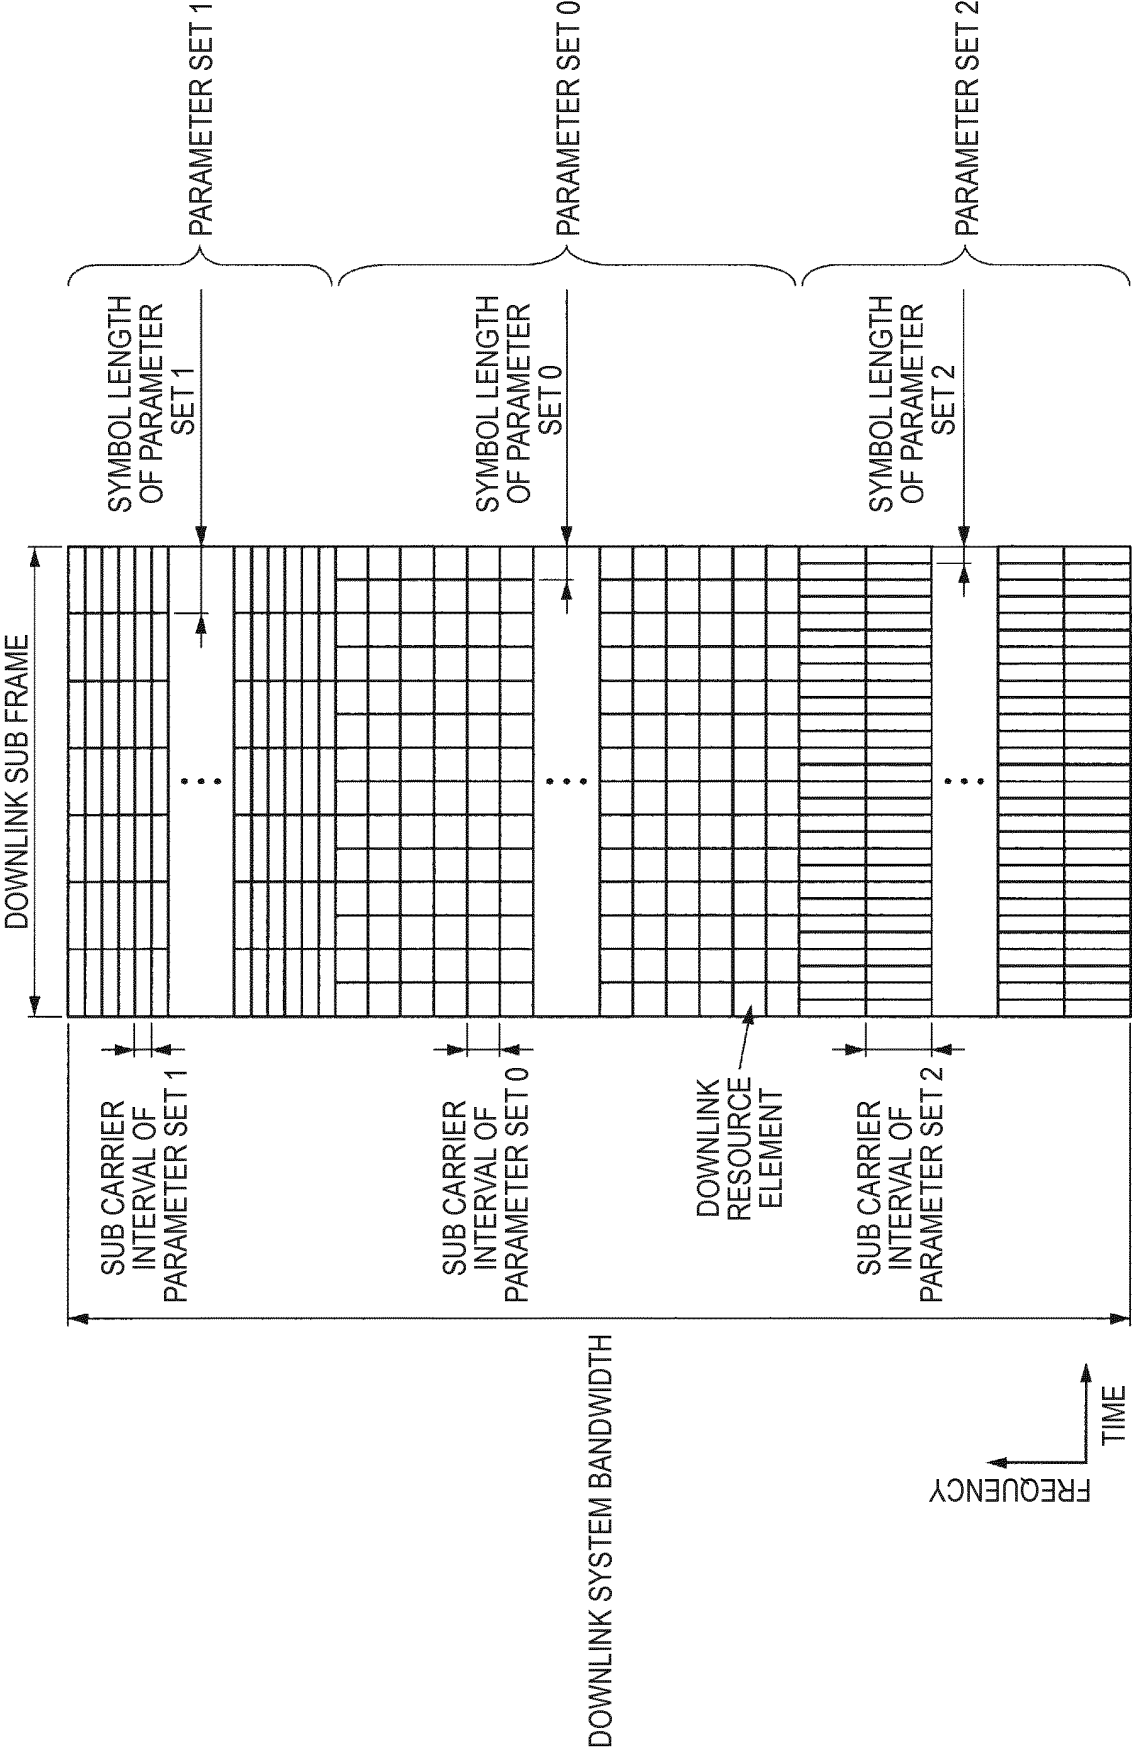 DOWNLINK SUB FRAME
SYMBOL LENGTH
OF PARAMETER
SET 1
PARAMETER SET 1
SUB CARRIER
INTERVAL OF
PARAMETER SET 1
SYMBOL LENGTH
OF PARAMETER
SET 0
PARAMETER SET 0
SUB CARRIER
INTERVAL OF
PARAMETER SET 0
DOWNLINK
RESOURCE
ELEMENT
SYMBOL LENGTH
OF PARAMETER
SET 2
PARAMETER SET 2
SUB CARRIER
INTERVAL OF
PARAMETER SET 2
DOWNLINK SYSTEM BANDWIDTH
FREQUENCY
TIME